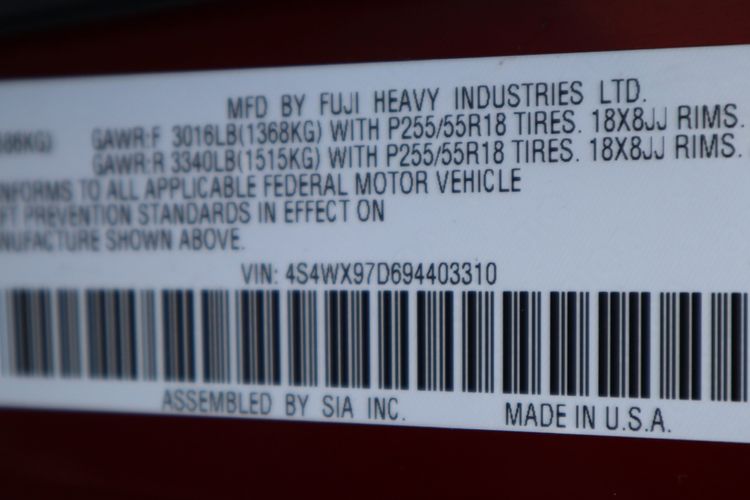 MFD BY FUJI HEAVY INDUSTRIES LTD.
GAWR:F 3016LB(1368KG) WITH P255/55R18 TIRES. 18X8JJ RIMS.
GAWR:R 3340LB(1515KG) WITH P255/55R18 TIRES. 18X8JJ RIMS.
NFORMS TO ALL APPLICABLE FEDERAL MOTOR VEHICLE
FT PREVENTION STANDARDS IN EFFECT ON
NUFACTURE SHOWN ABOVE.
VIN: 4S4WX97D694403310
ASSEMBLED BY SIA INC.
MADE IN U.S.A.